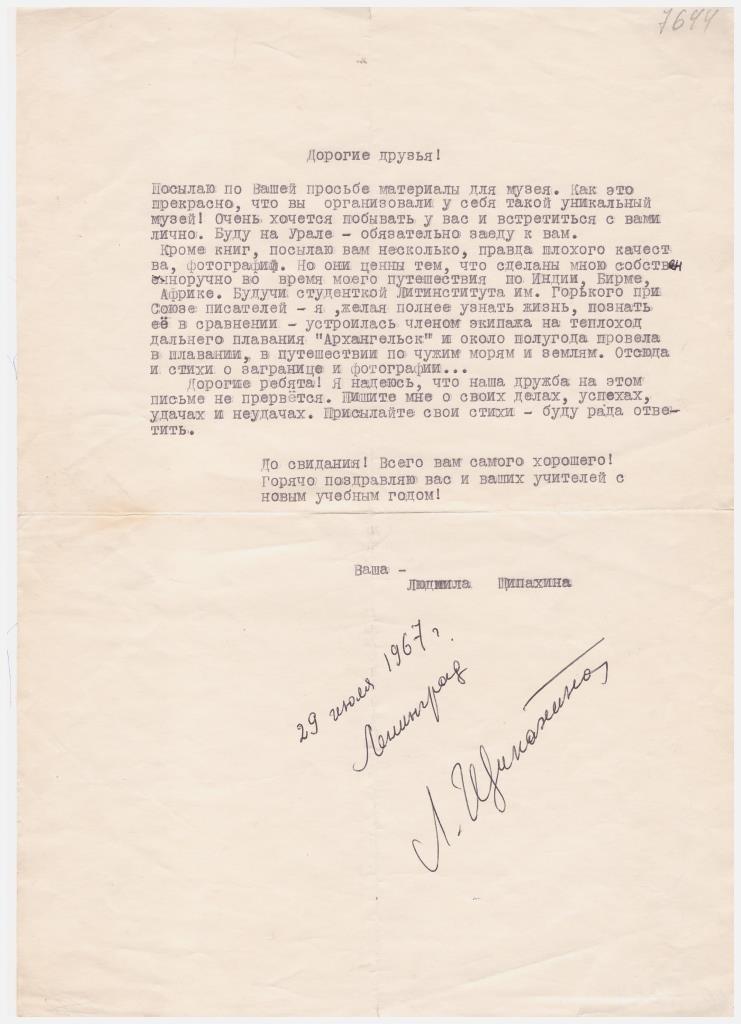 7644
Дорогие друзья!
Посылаю по Вашей просьбе материалы для музея. Как это
прекрасно, что вы организовали у себя такой уникальный
музей! Очень хочется побывать у вас и встретиться с вами
лично. Буду на Урале – обязательно заеду к вам.
Кроме книг, посылаю вам несколько, правда плохого качест
ва, фотографий. Но они ценны тем, что сделаны мною собствен
енноручно во время моего путешествия по Индии, Бирме,
Африке. Будучи студенткой Литинститута им. Горького при
Союзе писателей – я ,желая полнее узнать жизнь, познать
её в сравнении – устроилась членом экипажа на теплоход
дальнего плавания "Архангельск" и около полугода провела
в плавании, в путешествии по чужим морям и землям. Отсюда
и стихи о загранице и фотографии...
Дорогие ребята! Я надеюсь, что наша дружба на этом
письме не прервётся. Пишите мне о своих делах, успехах,
удачах и неудачах. Присылайте свои стихи – буду рада отве-
тить.
До свидания! Всего вам самого хорошего!
Горячо поздравляю вас и ваших учителей с
новым учебным годом!
Ваша –
Людмила Щипахина
29 июля 1967 г.
Ленинград
Л. Щипахина